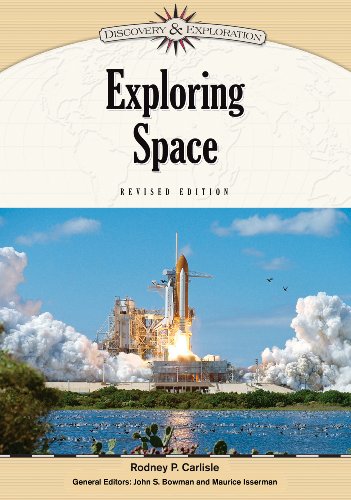 DISCOVERY & EXPLORATION
Exploring
Space
REVISED EDITION
Rodney P. Carlisle
General Editors: John S. Bowman and Maurice Isserman